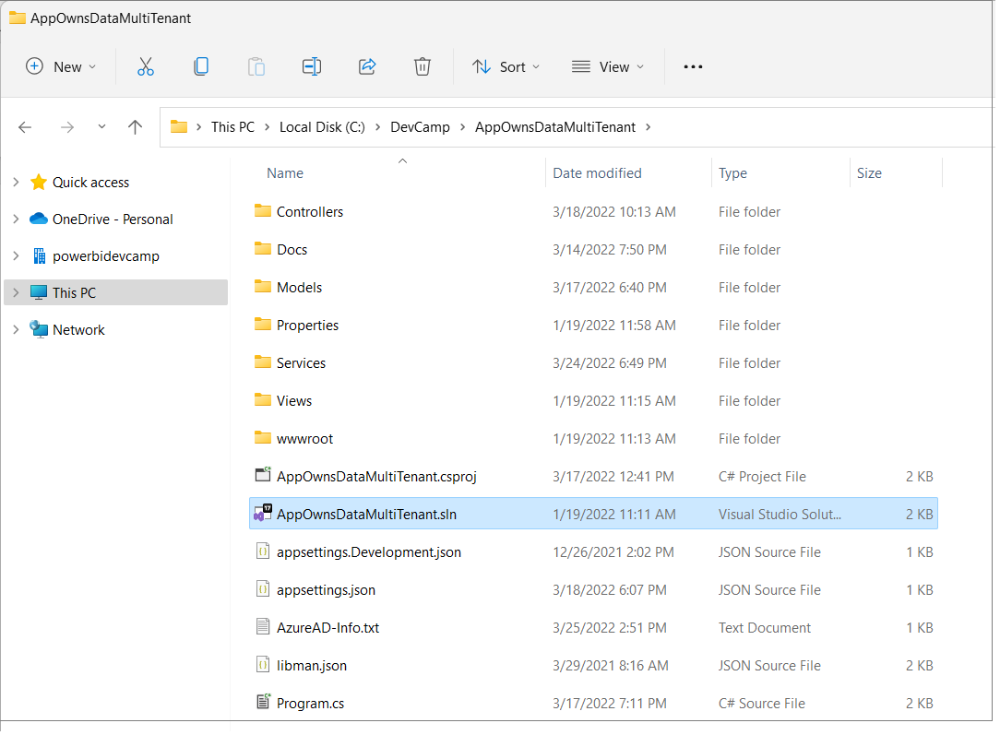 AppOwnsDataMultiTenant
New Sort View
This PC Local Disk (C:) DevCamp AppOwnsDataMultiTenant
Quick access
OneDrive - Personal
powerbidevcamp
This PC
Network
Name Date modified Type Size
Controllers 3/18/2022 10:13 AM File folder
Docs 3/14/2022 7:50 PM File folder
Models 3/17/2022 6:40 PM File folder
Properties 1/19/2022 11:58 AM File folder
Services 3/24/2022 6:49 PM File folder
Views 1/19/2022 11:15 AM File folder
wwwroot 1/19/2022 11:13 AM File folder
AppOwnsDataMultiTenant.csproj 3/17/2022 12:41 PM C# Project File 2 KB
AppOwnsDataMultiTenant.sln 1/19/2022 11:11 AM Visual Studio Solut... 2 KB
appsettings.Development.json 12/26/2021 2:02 PM JSON Source File 1 KB
appsettings.json 3/18/2022 6:07 PM JSON Source File 1 KB
AzureAD-Info.txt 3/25/2022 2:51 PM Text Document 1 KB
libman.json 3/29/2021 8:16 AM JSON Source File 2 KB
Program.cs 3/17/2022 7:11 PM C# Source File 2 KB